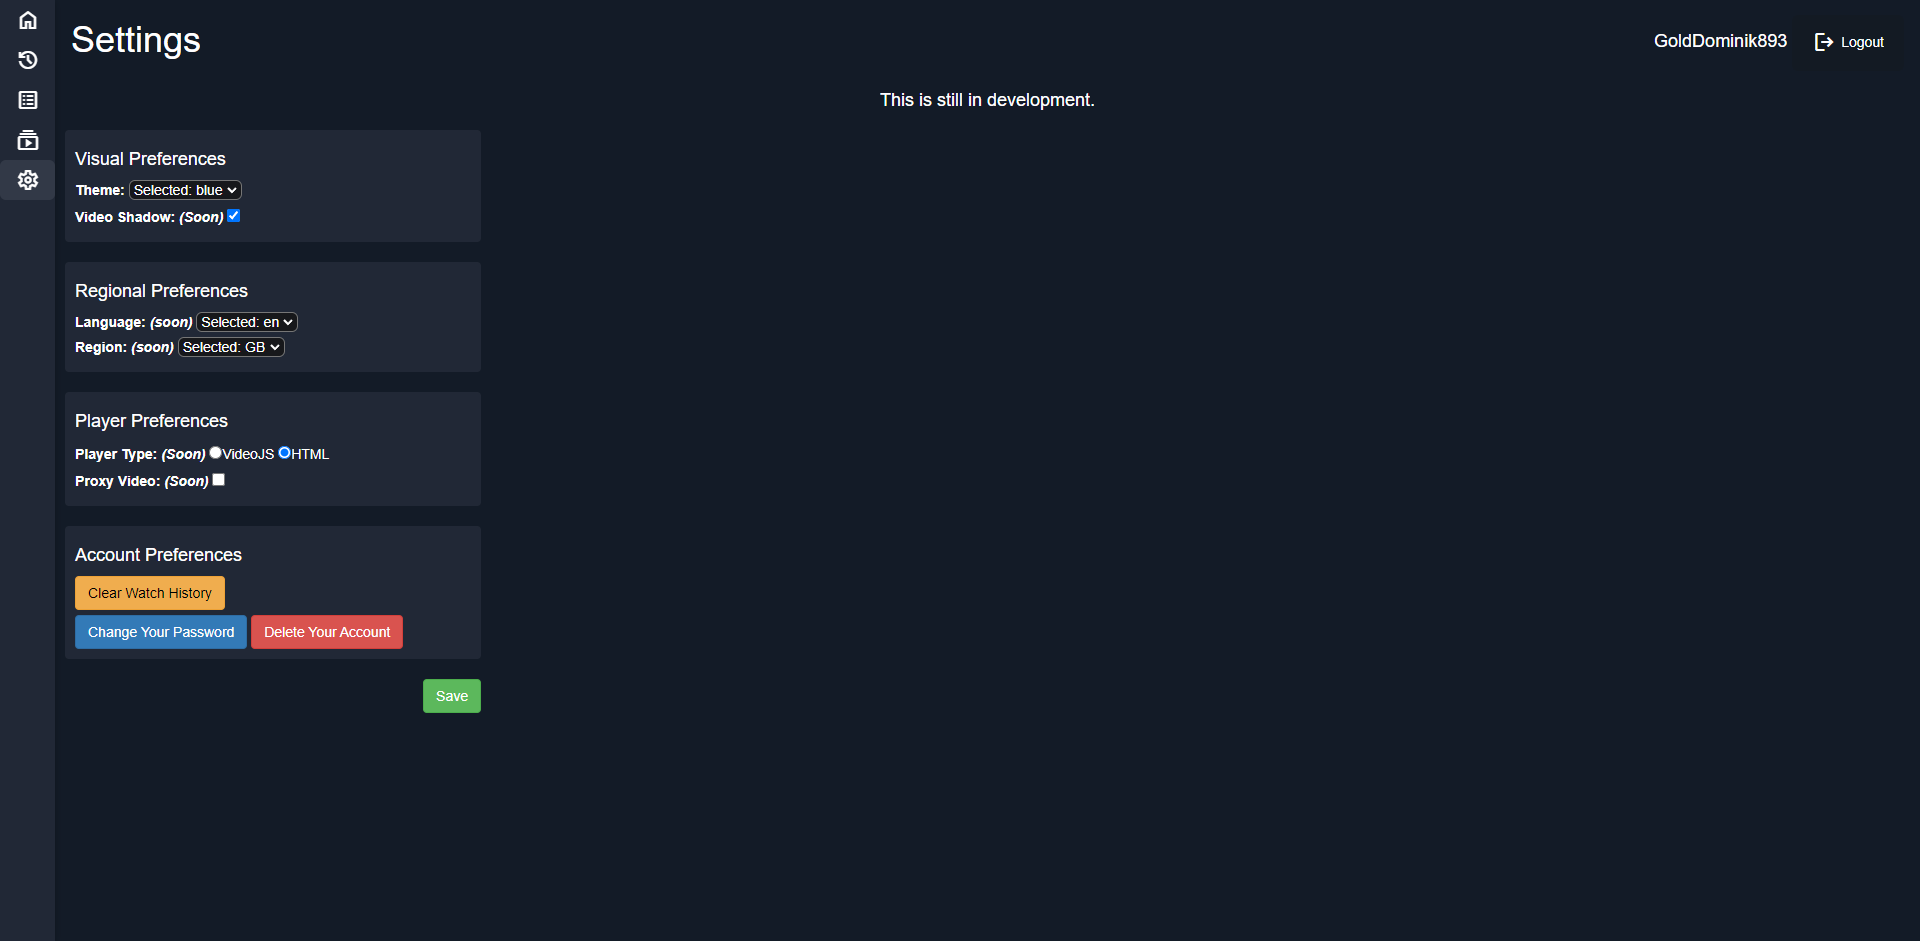 Settings
GoldDominik893
Logout
This is still in development.
Visual Preferences
Theme: Selected: blue
Video Shadow: (Soon)
Regional Preferences
Language: (soon) Selected: en
Region: (soon) Selected: GB
Player Preferences
Player Type: (Soon) VideoJS HTML
Proxy Video: (Soon)
Account Preferences
Clear Watch History
Change Your Password Delete Your Account
Save